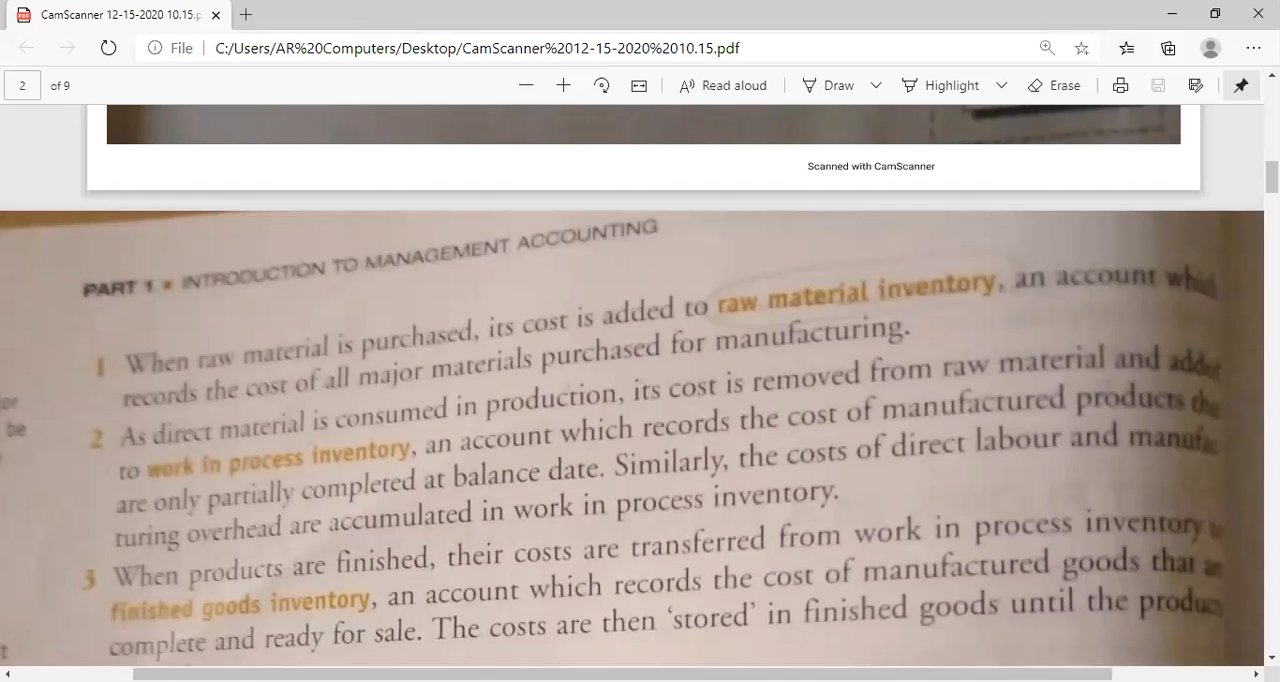 CamScanner 12-15-2020 10.15.p
File C:/Users/AR%20Computers/Desktop/CamScanner%2012-15-2020%2010.15.pdf
2 of 9 Read aloud Draw Highlight Erase
Scanned with CamScanner
PART 1 • INTRODUCTION TO MANAGEMENT ACCOUNTING
1 When raw material is purchased, its cost is added to raw material inventory, an account
records the cost of all major materials purchased for manufacturing.
2 As direct material is consumed in production, its cost is removed from raw material and
be
to work in process inventory, an account which records the cost of manufactured products
are only partially completed at balance date. Similarly, the costs of direct labour and manufac
turing overhead are accumulated in work in process inventory.
3 When products are finished, their costs are transferred from work in process inventory
finished goods inventory, an account which records the cost of manufactured goods that
complete and ready for sale. The costs are then 'stored' in finished goods until the